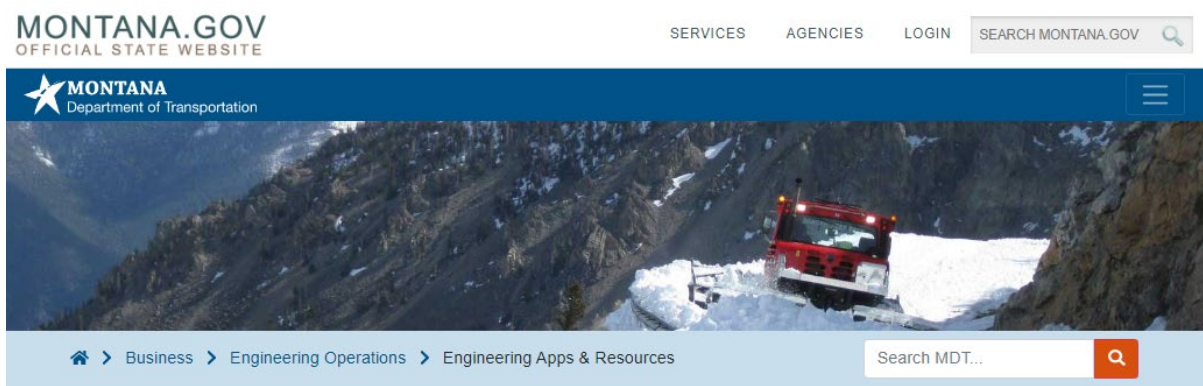 MONTANA.GOV
OFFICIAL STATE WEBSITE
SERVICES AGENCIES LOGIN SEARCH MONTANA.GOV
MONTANA
Department of Transportation
Business > Engineering Operations > Engineering Apps & Resources
Search MDT...